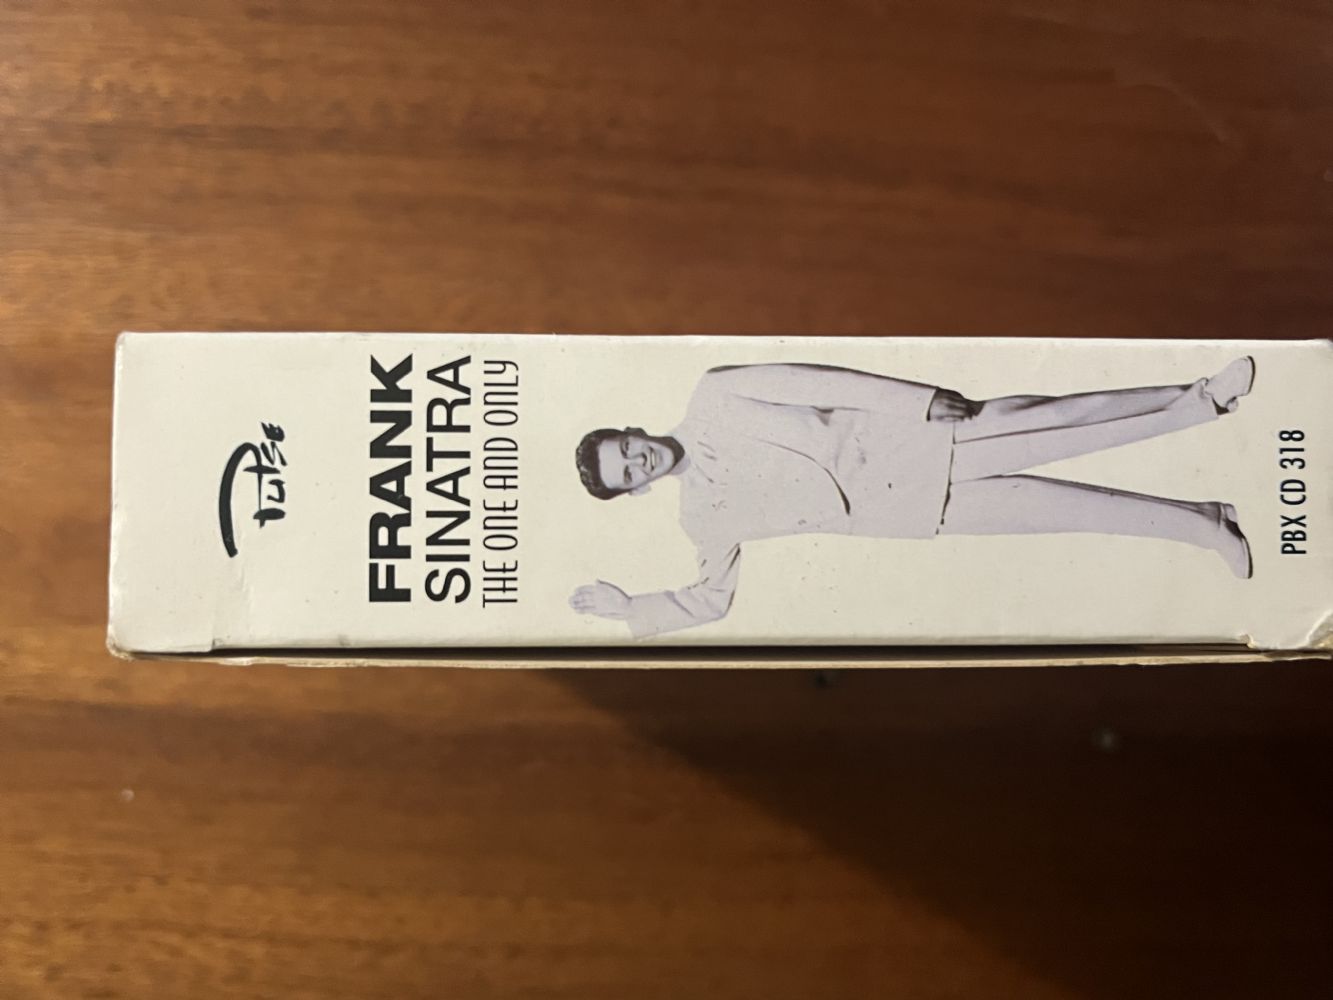 Pulse
FRANK
SINATRA
THE ONE AND ONLY
PBX CD 318